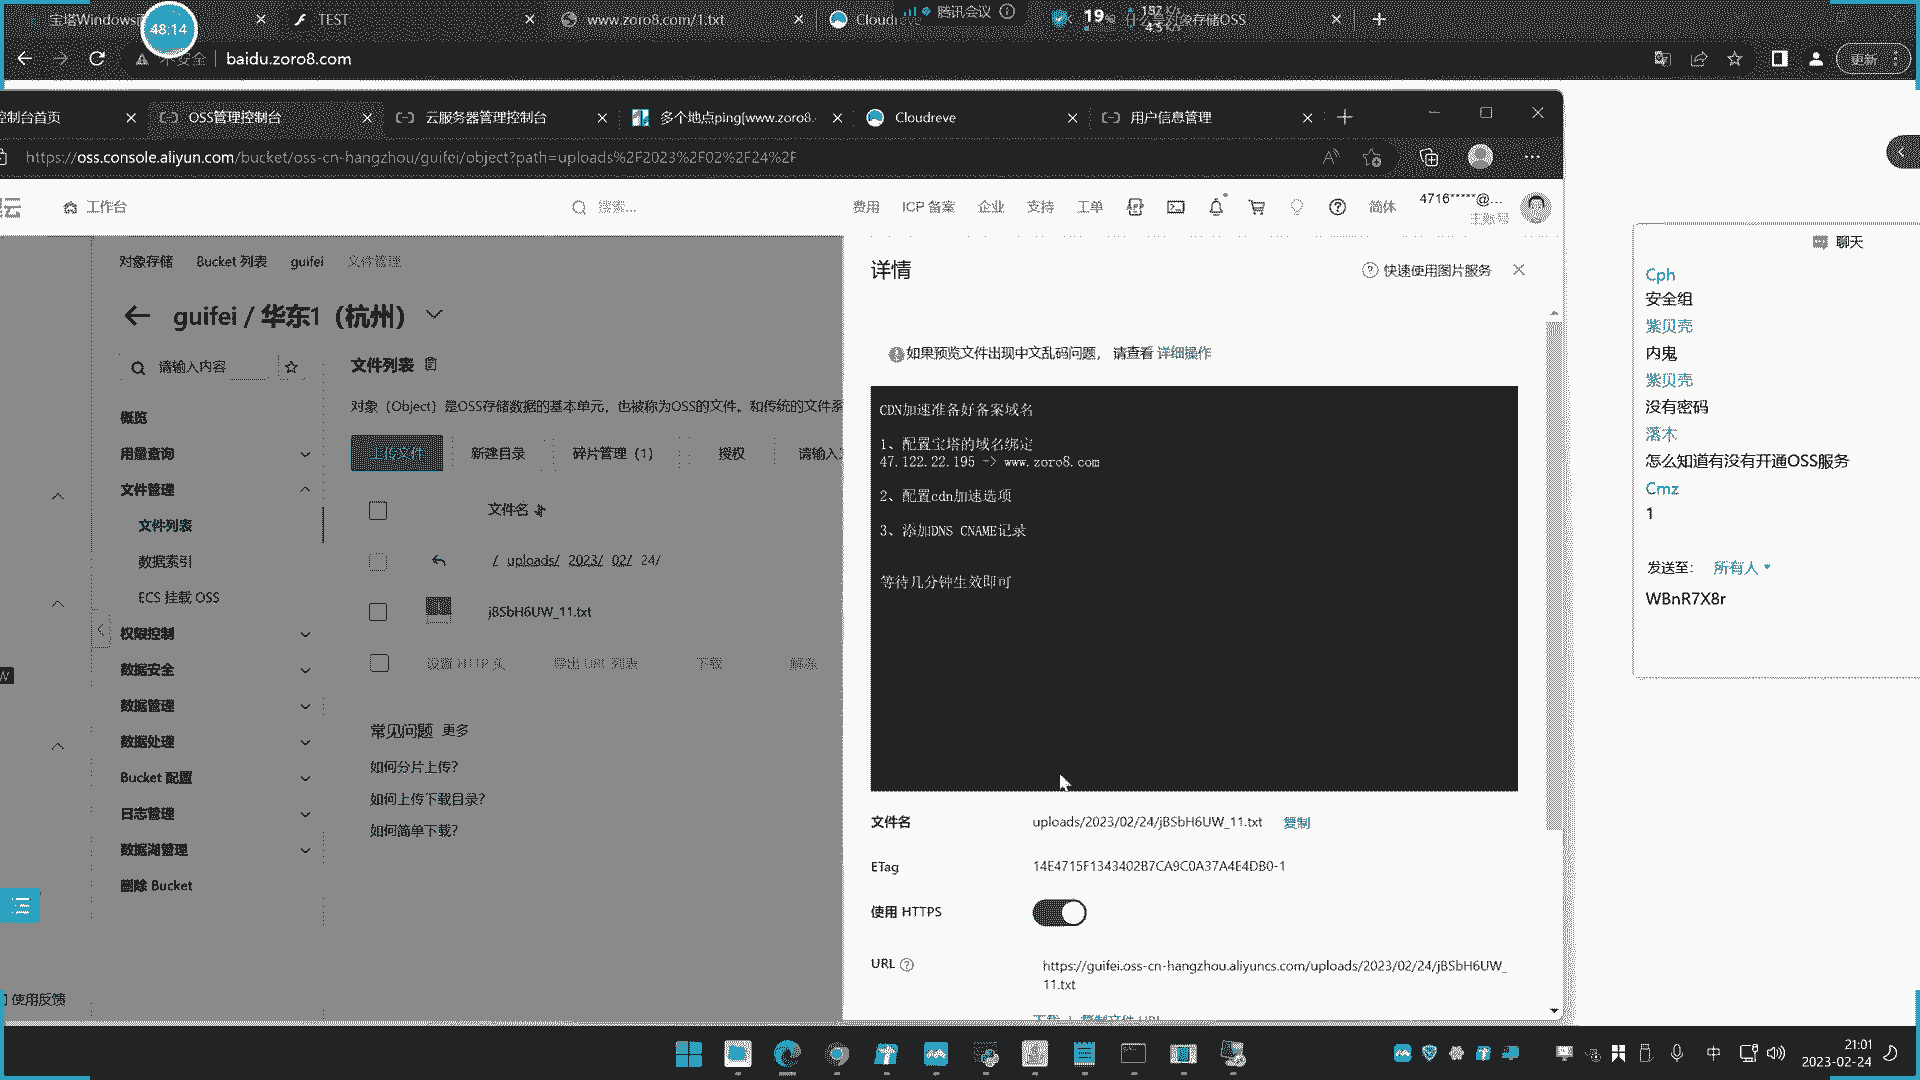 宝塔Windows
48:14
TEST
www.zoro8.com/1.txt
腾讯会议
19%
对象存储OSS
不安全
baidu.zoro8.com
更新
控制台首页
OSS管理控制台
云服务器管理控制台
多个地点ping[www.zoro8.
Cloudreve
用户信息管理
https://oss.console.aliyun.com/bucket/oss-cn-hangzhou/guifei/object?path=uploads%2F2023%2F02%2F24%2F
工作台
搜索...
费用
ICP 备案
企业
支持
工单
简体
4716*****@...
主账号
对象存储
Bucket 列表
guifei
文件管理
guifei / 华东1（杭州）
请输入内容
概览
用量查询
文件管理
文件列表
数据索引
ECS 挂载 OSS
权限控制
数据安全
数据管理
数据处理
Bucket 配置
日志管理
数据湖管理
删除 Bucket
使用反馈
文件列表
对象（Object）是OSS存储数据的基本单元，也被称为OSS的文件。和传统的文件系
上传文件
新建目录
碎片管理（1）
授权
请输入
文件名
/ uploads/ 2023/ 02/ 24/
jBSbH6UW_11.txt
设置 HTTP 头
导出 URL 列表
下载
解冻
常见问题 更多
如何分片上传?
如何上传下载目录?
如何简单下载?
详情
快速使用图片服务
如果预览文件出现中文乱码问题， 请查看 详细操作
CDN加速准备好备案域名
1、配置宝塔的域名绑定
47.122.22.195 -> www.zoro8.com
2、配置cdn加速选项
3、添加DNS CNAME记录
等待几分钟生效即可
文件名
uploads/2023/02/24/jBSbH6UW_11.txt
复制
ETag
14E4715F1343402B7CA9C0A37A4E4DB0-1
使用 HTTPS
URL
https://guifei.oss-cn-hangzhou.aliyuncs.com/uploads/2023/02/24/jBSbH6UW_
11.txt
下载 | 复制文件 URL
聊天
Cph
安全组
紫贝壳
内鬼
紫贝壳
没有密码
落木
怎么知道有没有开通OSS服务
Cmz
1
发送至:
所有人
WBnR7X8r
中
21:01
2023-02-24